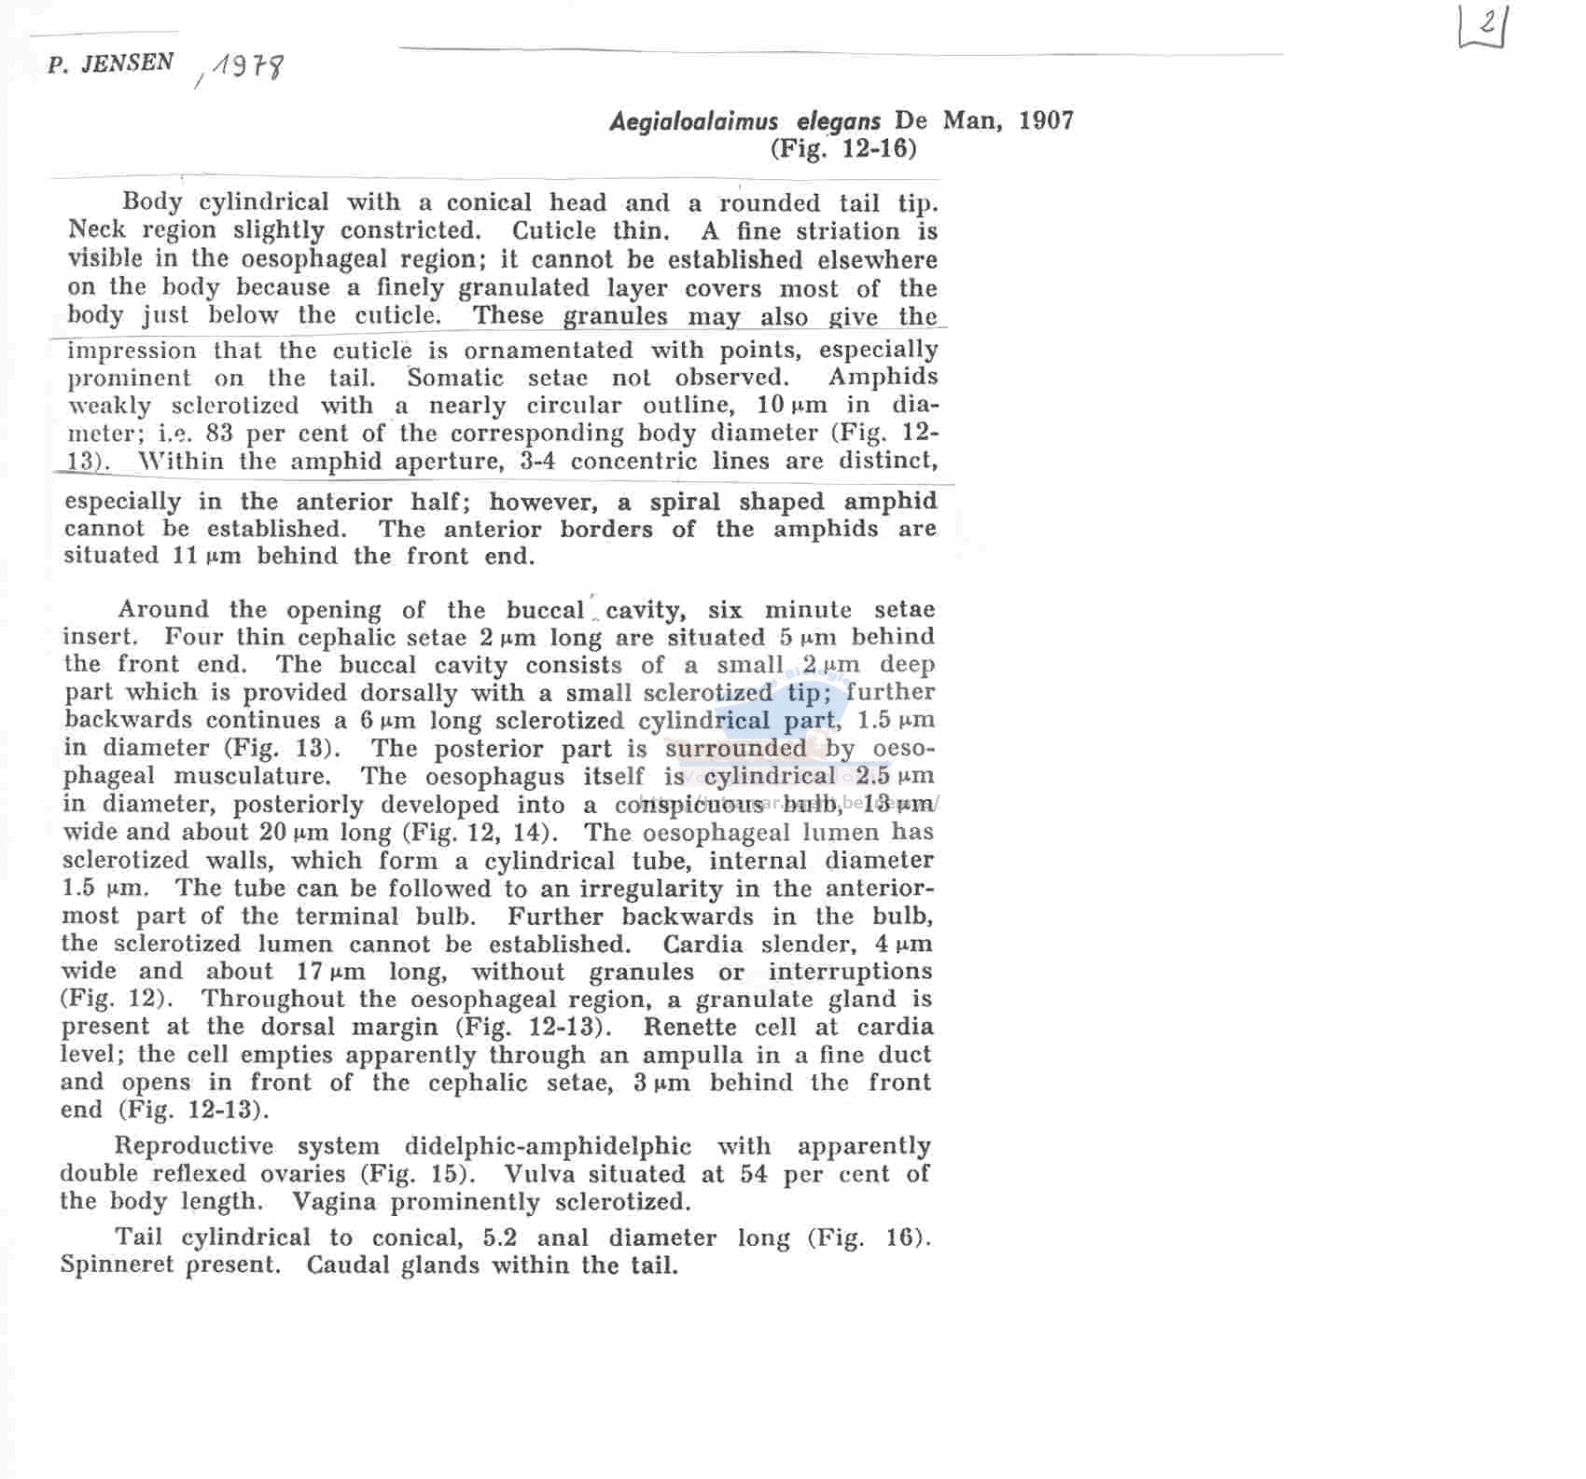 P. JENSEN , 1978
2
Aegialoalaimus elegans De Man, 1907
(Fig. 12-16)
Body cylindrical with a conical head and a rounded tail tip.
Neck region slightly constricted. Cuticle thin. A fine striation is
visible in the oesophageal region; it cannot be established elsewhere
on the body because a finely granulated layer covers most of the
body just below the cuticle. These granules may also give the
impression that the cuticle is ornamentated with points, especially
prominent on the tail. Somatic setae not observed. Amphids
weakly sclerotized with a nearly circular outline, 10 µm in dia-
meter; i.e. 83 per cent of the corresponding body diameter (Fig. 12-
13). Within the amphid aperture, 3-4 concentric lines are distinct,
especially in the anterior half; however, a spiral shaped amphid
cannot be established. The anterior borders of the amphids are
situated 11 µm behind the front end.
Around the opening of the buccal cavity, six minute setae
insert. Four thin cephalic setae 2 µm long are situated 5 µm behind
the front end. The buccal cavity consists of a small 2 µm deep
part which is provided dorsally with a small sclerotized tip; further
backwards continues a 6 µm long sclerotized cylindrical part, 1.5 µm
in diameter (Fig. 13). The posterior part is surrounded by oeso-
phageal musculature. The oesophagus itself is cylindrical 2.5 µm
in diameter, posteriorly developed into a conspicuous bulb, 13 µm
wide and about 20 µm long (Fig. 12, 14). The oesophageal lumen has
sclerotized walls, which form a cylindrical tube, internal diameter
1.5 µm. The tube can be followed to an irregularity in the anterior-
most part of the terminal bulb. Further backwards in the bulb,
the sclerotized lumen cannot be established. Cardia slender, 4 µm
wide and about 17 µm long, without granules or interruptions
(Fig. 12). Throughout the oesophageal region, a granulate gland is
present at the dorsal margin (Fig. 12-13). Renette cell at cardia
level; the cell empties apparently through an ampulla in a fine duct
and opens in front of the cephalic setae, 3 µm behind the front
end (Fig. 12-13).
Reproductive system didelphic-amphidelphic with apparently
double reflexed ovaries (Fig. 15). Vulva situated at 54 per cent of
the body length. Vagina prominently sclerotized.
Tail cylindrical to conical, 5.2 anal diameter long (Fig. 16).
Spinneret present. Caudal glands within the tail.